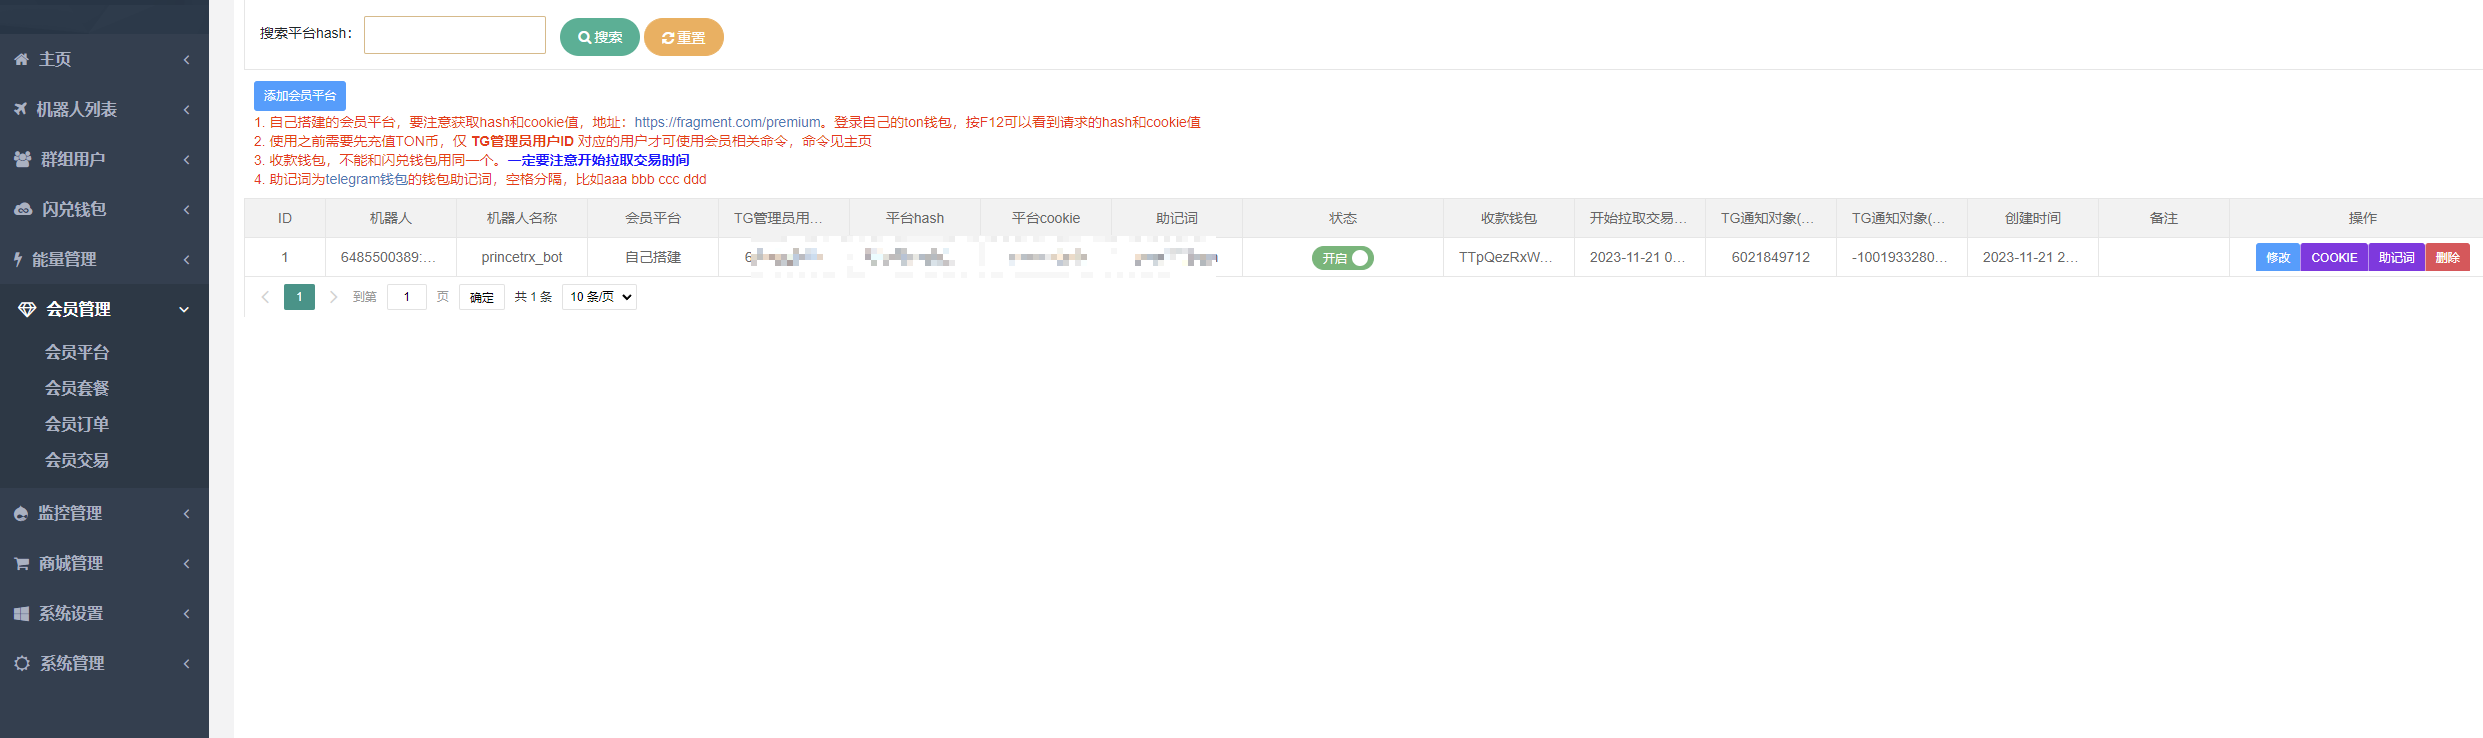 主页
机器人列表
群组用户
闪兑钱包
能量管理
会员管理
会员平台
会员套餐
会员订单
会员交易
监控管理
商城管理
系统设置
系统管理
搜索平台hash： 搜索 重置
添加会员平台
1. 自己搭建的会员平台，要注意获取hash和cookie值，地址：https://fragment.com/premium。登录自己的ton钱包，按F12可以看到请求的hash和cookie值
2. 使用之前需要先充值TON币，仅 TG管理员用户ID 对应的用户才可使用会员相关命令，命令见主页
3. 收款钱包，不能和闪兑钱包用同一个。一定要注意开始拉取交易时间
4. 助记词为telegram钱包的钱包助记词，空格分隔，比如aaa bbb ccc ddd
ID 机器人 机器人名称 会员平台 TG管理员用... 平台hash 平台cookie 助记词 状态 收款钱包 开始拉取交易... TG通知对象(... TG通知对象(... 创建时间 备注 操作
1 6485500389:... princetrx_bot 自己搭建 6 开启 TTpQezRxW... 2023-11-21 0... 6021849712 -1001933280... 2023-11-21 2... 修改 COOKIE 助记词 删除
1 到第 1 页 确定 共 1 条 10 条/页